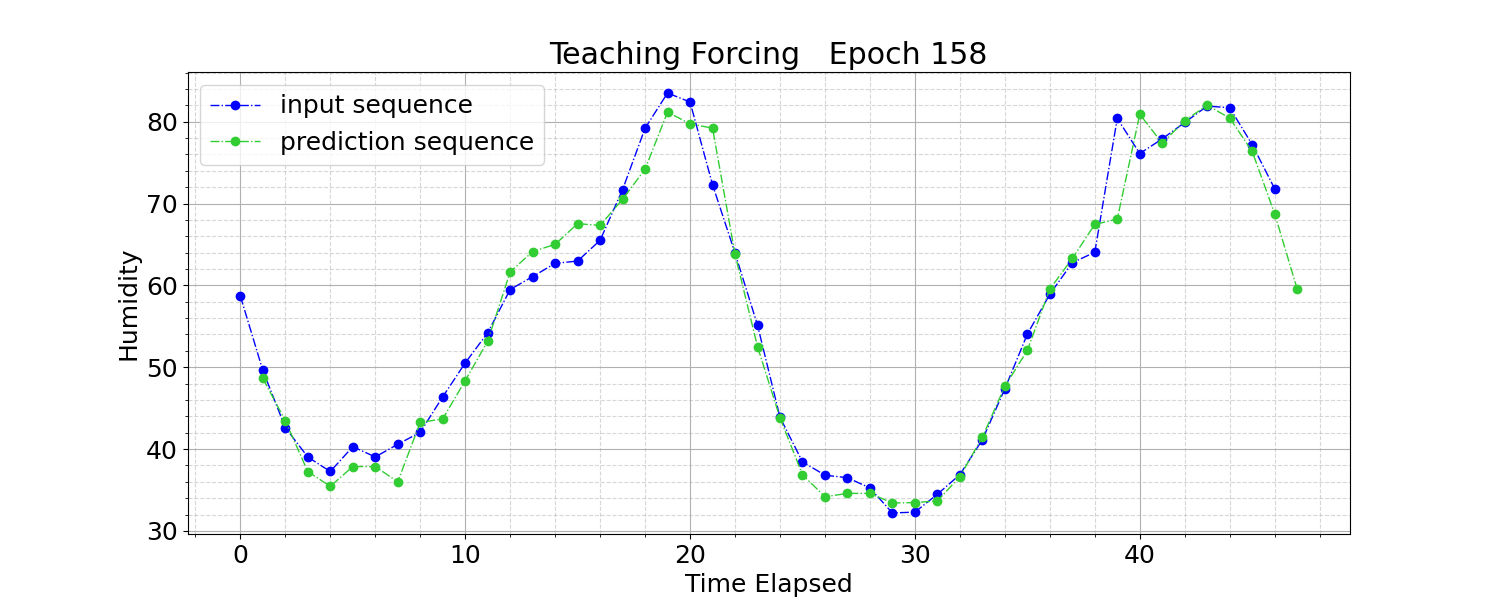 Teaching Forcing   Epoch 158
input sequence
prediction sequence
80
70
60
50
40
30
Humidity
0 10 20 30 40
Time Elapsed